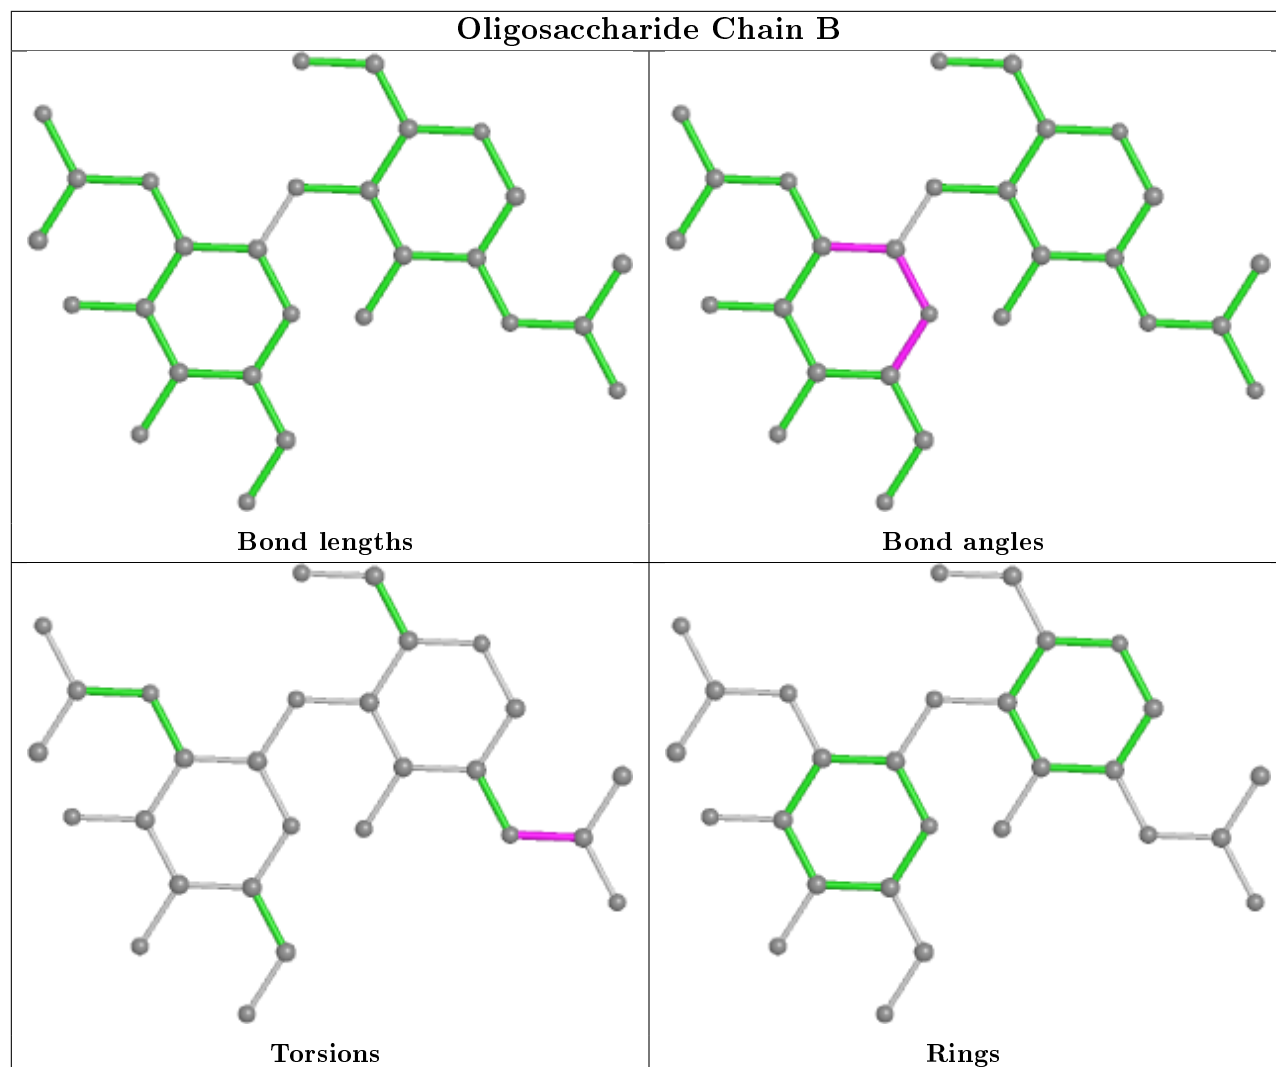 Oligosaccharide Chain B
Bond lengths
Bond angles
Torsions
Rings